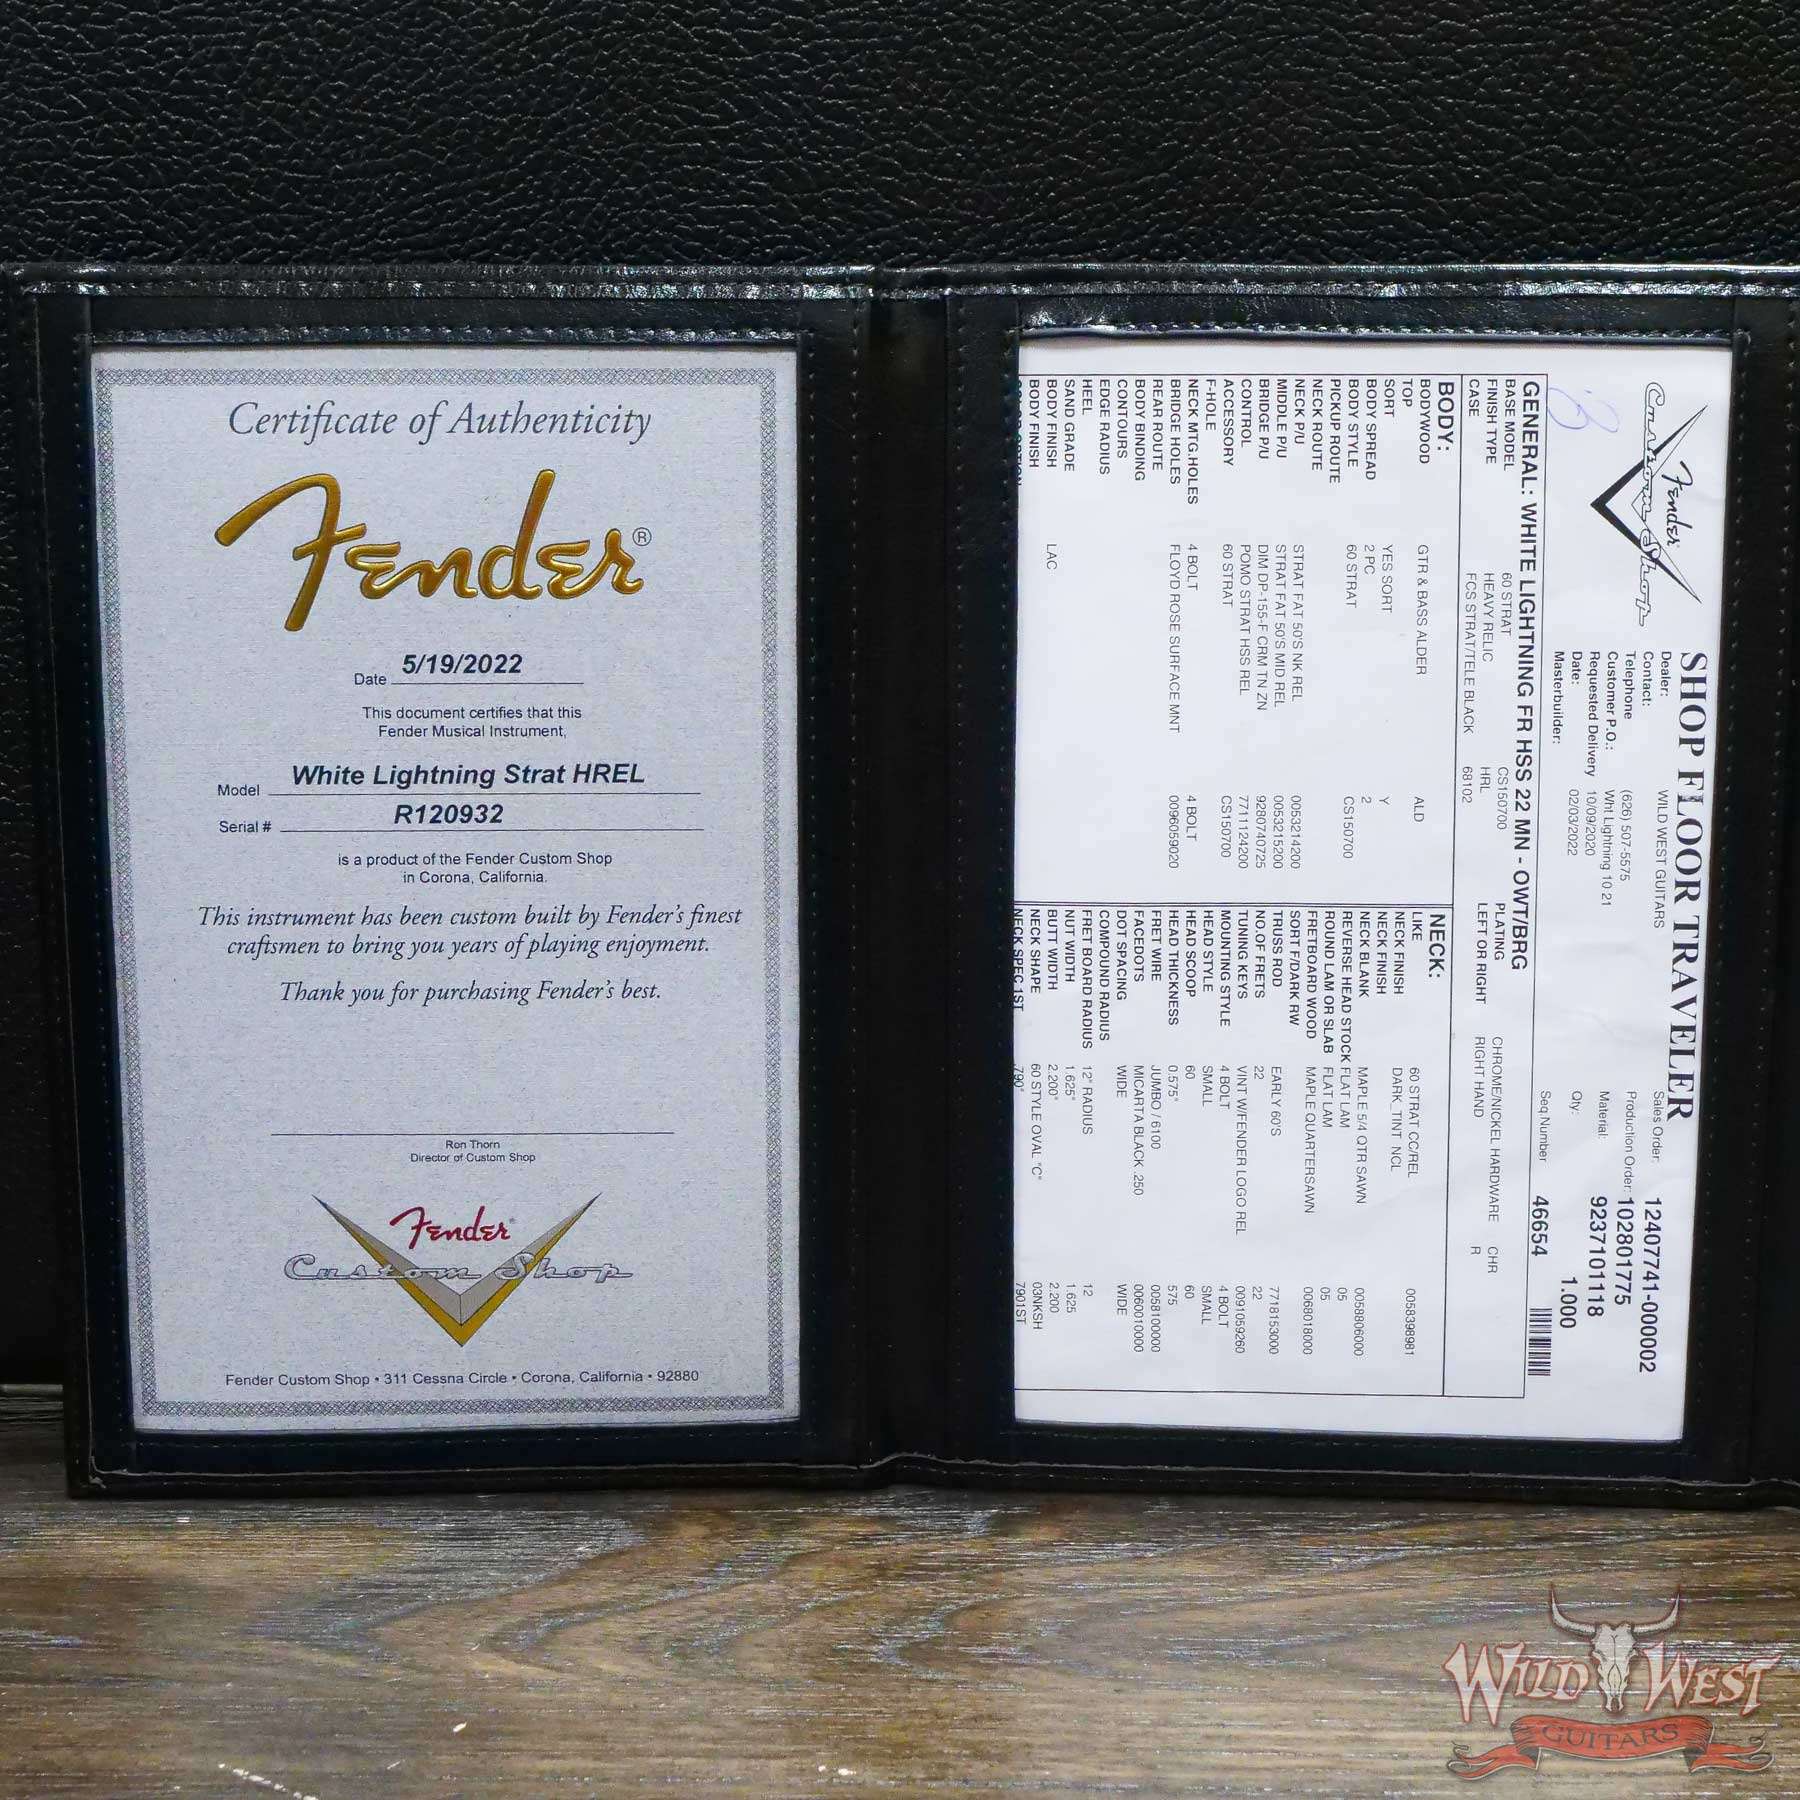 Certificate of Authenticity
Fender®
Date 5/19/2022
This document certifies that this
Fender Musical Instrument,
Model White Lightning Strat HREL
Serial # R120932
is a product of the Fender Custom Shop
in Corona, California.
This instrument has been custom built by Fender's finest
craftsmen to bring you years of playing enjoyment.
Thank you for purchasing Fender's best.
Ron Thorn
Director of Custom Shop
Fender
Custom Shop
Fender Custom Shop • 311 Cessna Circle • Corona, California • 92880
Fender
Custom Shop
SHOP FLOOR TRAVELER
Dealer: WILD WEST GUITARS Sales Order: 12407741-000002
Contact: Production Order: 102801775
Telephone (626) 507-5575
Customer P.O.: Wht Lightning 10 21 Material: 9237101118
Requested Delivery 10/09/2020
Date: 02/03/2022 Qty: 1.000
Masterbuilder: Seq Number 46654
GENERAL: WHITE LIGHTNING FR HSS 22 MN - OWT/BRG
BASE MODEL 60 STRAT CS150700 PLATING CHROME/NICKEL HARDWARE CHR
FINISH TYPE HEAVY RELIC HRL LEFT OR RIGHT RIGHT HAND R
CASE FCS STRAT/TELE BLACK 68102
BODY:
BODYWOOD GTR & BASS ALDER ALD
TOP
SORT YES SORT Y
BODY SPREAD 2 PC 2
BODY STYLE 60 STRAT CS150700
PICKUP ROUTE
NECK ROUTE
NECK P/U STRAT FAT 50'S NK REL 0053214200
MIDDLE P/U STRAT FAT 50'S MID REL 0053215200
BRIDGE P/U DIM DP-155-F CRM TN ZN 9280740725
CONTROL POMO STRAT HSS REL 7711124200
ACCESSORY 60 STRAT CS150700
F-HOLE
NECK MTG.HOLES 4 BOLT 4 BOLT
BRIDGE HOLES FLOYD ROSE SURFACE MNT 0096059020
REAR ROUTE
BODY BINDING
CONTOURS
EDGE RADIUS
HEEL
SAND GRADE
BODY FINISH LAC
BODY FINISH
NECK:
LIKE 60 STRAT CC/REL 0058398981
NECK FINISH DARK_TINT NCL
NECK FINISH
NECK BLANK MAPLE 5/4 QTR SAWN 0058806000
REVERSE HEAD STOCK FLAT LAM 05
ROUND LAM OR SLAB FLAT LAM 05
FRETBOARD WOOD MAPLE QUARTERSAWN 0068018000
SORT F/DARK RW
TRUSS ROD EARLY 60'S 7718153000
NO.OF FRETS 22 22
TUNING KEYS VINT W/FENDER LOGO REL 0091059260
MOUNTING STYLE 4 BOLT 4 BOLT
HEAD STYLE SMALL SMALL
HEAD SCOOP 60 60
HEAD THICKNESS 0.575" 575
FRET WIRE JUMBO / 6100 0058100000
FACEDOTS MICARTA BLACK .250 0060010000
DOT SPACING WIDE WIDE
COMPOUND RADIUS
FRET BOARD RADIUS 12" RADIUS 12
NUT WIDTH 1.625" 1.625
BUTT WIDTH 2.200" 2.200
NECK SHAPE 60 STYLE OVAL "C" 03NKSH
NECK SPEC 1ST .790" 7901ST
WILD WEST
GUITARS